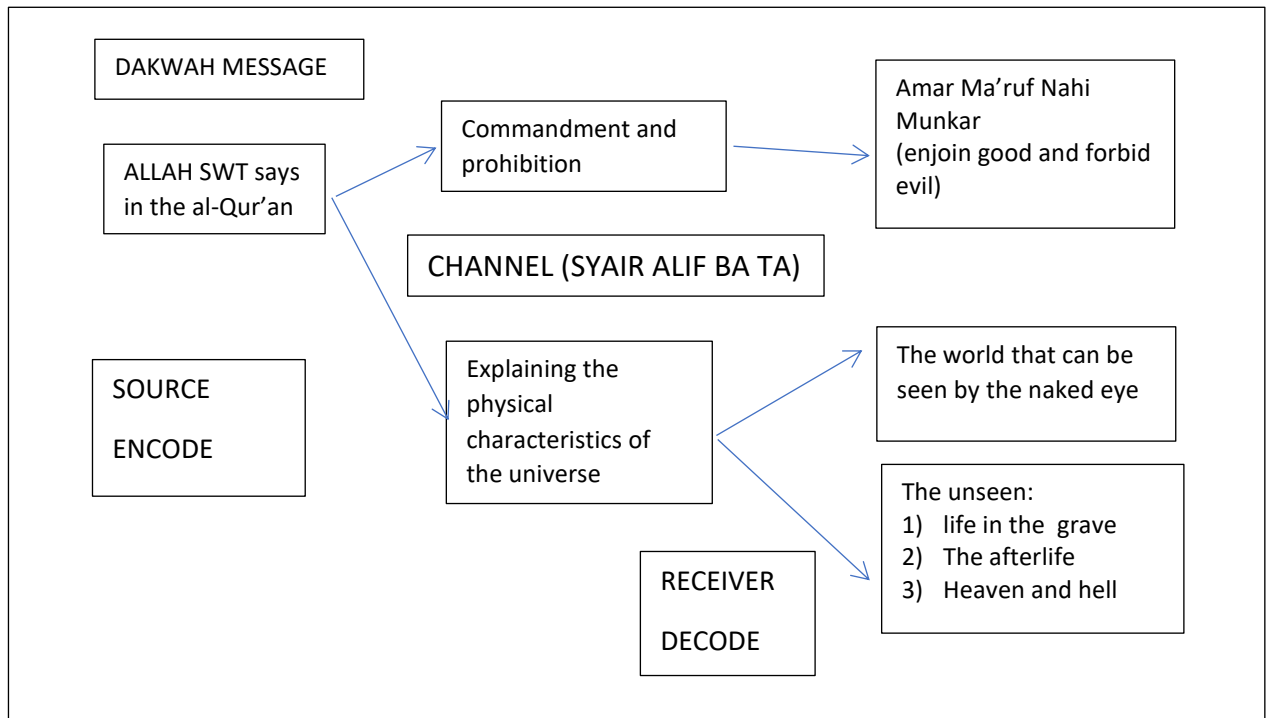 DAKWAH MESSAGE
ALLAH SWT says
in the al-Qur’an
Commandment and
prohibition
Amar Ma’ruf Nahi
Munkar
(enjoin good and forbid
evil)
CHANNEL (SYAIR ALIF BA TA)
SOURCE
ENCODE
Explaining the
physical
characteristics of
the universe
The world that can be
seen by the naked eye
The unseen:
1) life in the grave
2) The afterlife
3) Heaven and hell
RECEIVER
DECODE